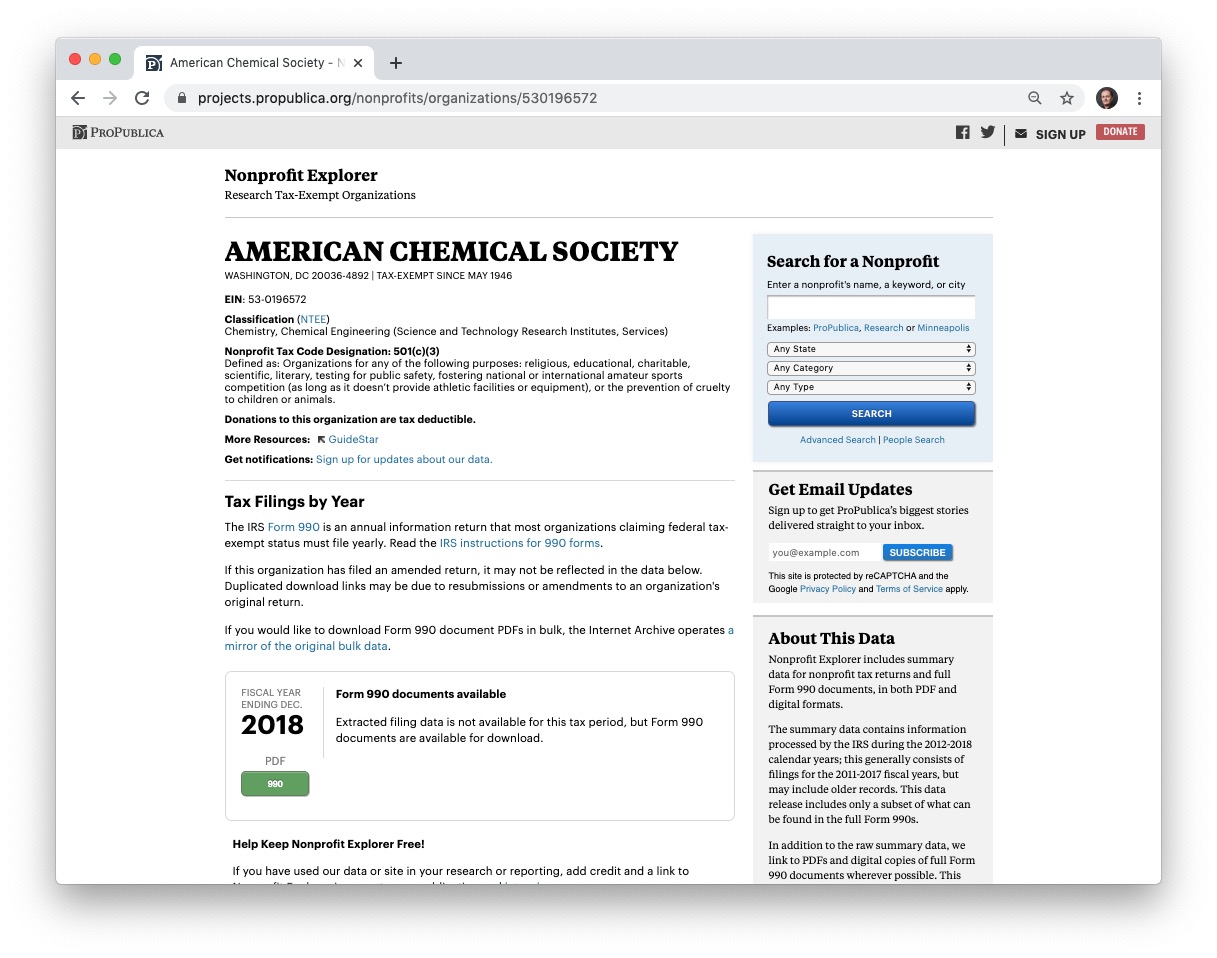 American Chemical Society - N
projects.propublica.org/nonprofits/organizations/530196572
PROPUBLICA
SIGN UP
DONATE
Nonprofit Explorer
Research Tax-Exempt Organizations
AMERICAN CHEMICAL SOCIETY
WASHINGTON, DC 20036-4892 | TAX-EXEMPT SINCE MAY 1946
EIN: 53-0196572
Classification (NTEE)
Chemistry, Chemical Engineering (Science and Technology Research Institutes, Services)
Nonprofit Tax Code Designation: 501(c)(3)
Defined as: Organizations for any of the following purposes: religious, educational, charitable,
scientific, literary, testing for public safety, fostering national or international amateur sports
competition (as long as it doesn't provide athletic facilities or equipment), or the prevention of cruelty
to children or animals.
Donations to this organization are tax deductible.
More Resources: GuideStar
Get notifications: Sign up for updates about our data.
Tax Filings by Year
The IRS Form 990 is an annual information return that most organizations claiming federal tax-
exempt status must file yearly. Read the IRS instructions for 990 forms.
If this organization has filed an amended return, it may not be reflected in the data below.
Duplicated download links may be due to resubmissions or amendments to an organization's
original return.
If you would like to download Form 990 document PDFs in bulk, the Internet Archive operates a
mirror of the original bulk data.
FISCAL YEAR
ENDING DEC.
2018
PDF
990
Form 990 documents available
Extracted filing data is not available for this tax period, but Form 990
documents are available for download.
Help Keep Nonprofit Explorer Free!
If you have used our data or site in your research or reporting, add credit and a link to
Search for a Nonprofit
Enter a nonprofit's name, a keyword, or city
Examples: ProPublica, Research or Minneapolis
Any State
Any Category
Any Type
SEARCH
Advanced Search | People Search
Get Email Updates
Sign up to get ProPublica's biggest stories
delivered straight to your inbox.
you@example.com
SUBSCRIBE
This site is protected by reCAPTCHA and the
Google Privacy Policy and Terms of Service apply.
About This Data
Nonprofit Explorer includes summary
data for nonprofit tax returns and full
Form 990 documents, in both PDF and
digital formats.
The summary data contains information
processed by the IRS during the 2012-2018
calendar years; this generally consists of
filings for the 2011-2017 fiscal years, but
may include older records. This data
release includes only a subset of what can
be found in the full Form 990s.
In addition to the raw summary data, we
link to PDFs and digital copies of full Form
990 documents wherever possible. This